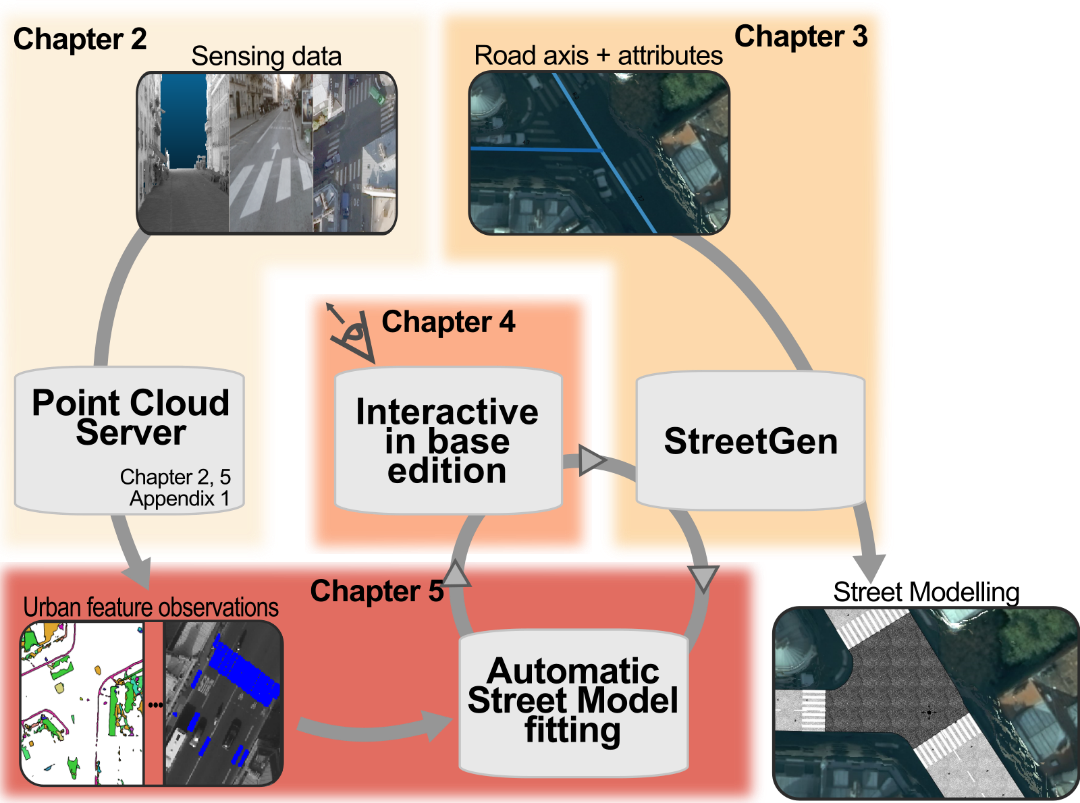 Chapter 2
Sensing data
Road axis + attributes
Chapter 3
Chapter 4
Point Cloud
Server
Chapter 2, 5
Appendix 1
Interactive
in base
edition
StreetGen
Chapter 5
Urban feature observations
Street Modelling
Automatic
Street Model
fitting